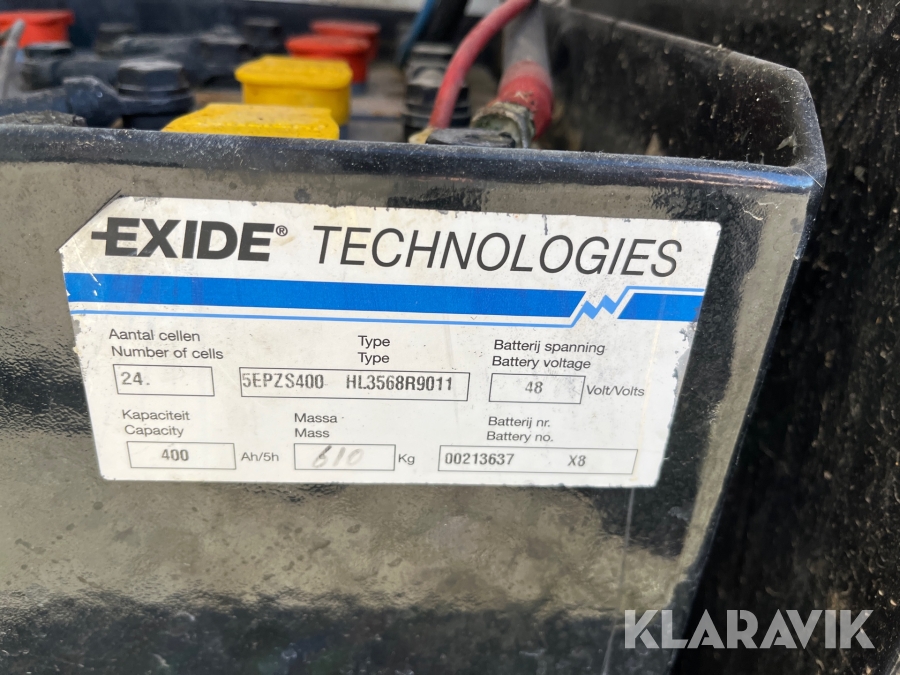 EXIDE® TECHNOLOGIES
Aantal cellen
Number of cells
24.
Type
Type
5EPZS400 HL3568R9011
Batterij spanning
Battery voltage
48 Volt/Volts
Kapaciteit
Capacity
400 Ah/5h
Massa
Mass
610 Kg
Batterij nr.
Battery no.
00213637 X8
KLARAVIK